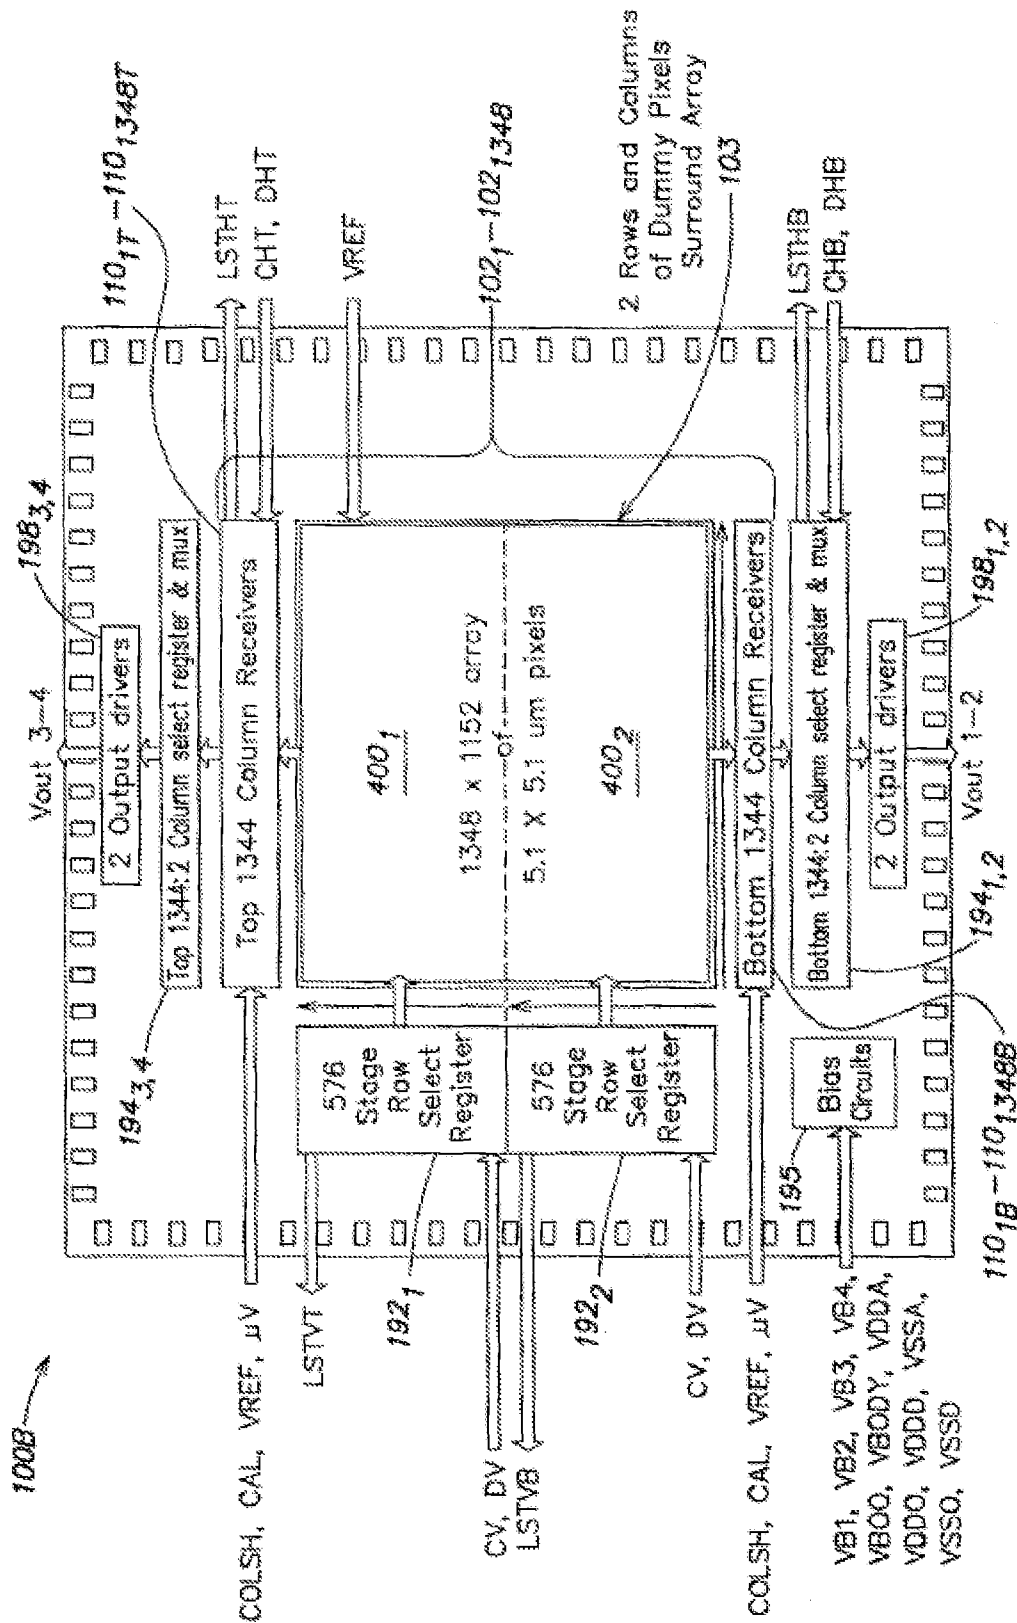 100B
Vout 3-4
198₃,₄
2 Output drivers
194₃,₄
Top 1344:2 Column select register & mux
110₁T-110₁₃₄₈T
COLSH, CAL, VREF, µV
Top 1344 Column Receivers
LSTHT
CHT, DHT
LSTVT
VREF
192₁
576
Stage
Row
Select
Register
400₁
1348 x 1152 array
-of-
5.1 X 5.1 um pixels
400₂
102₁-102₁₃₄₈
CV, DV
LSTVB
576
Stage
Row
Select
Register
192₂
CV, DV
2 Rows and Columns
of Dummy Pixels
Surround Array
103
COLSH, CAL, VREF, µV
Bottom 1344 Column Receivers
LSTHB
CHB, DHB
Bottom 1344:2 Column select register & mux
195
Bias
Circuits
VB1, VB2, VB3, VB4,
VBOO, VBODY, VDDA,
VDDO, VDDD, VSSA,
VSSO, VSSD
2 Output drivers
198₁,₂
194₁,₂
Vout 1-2
110₁B-110₁₃₄₈B